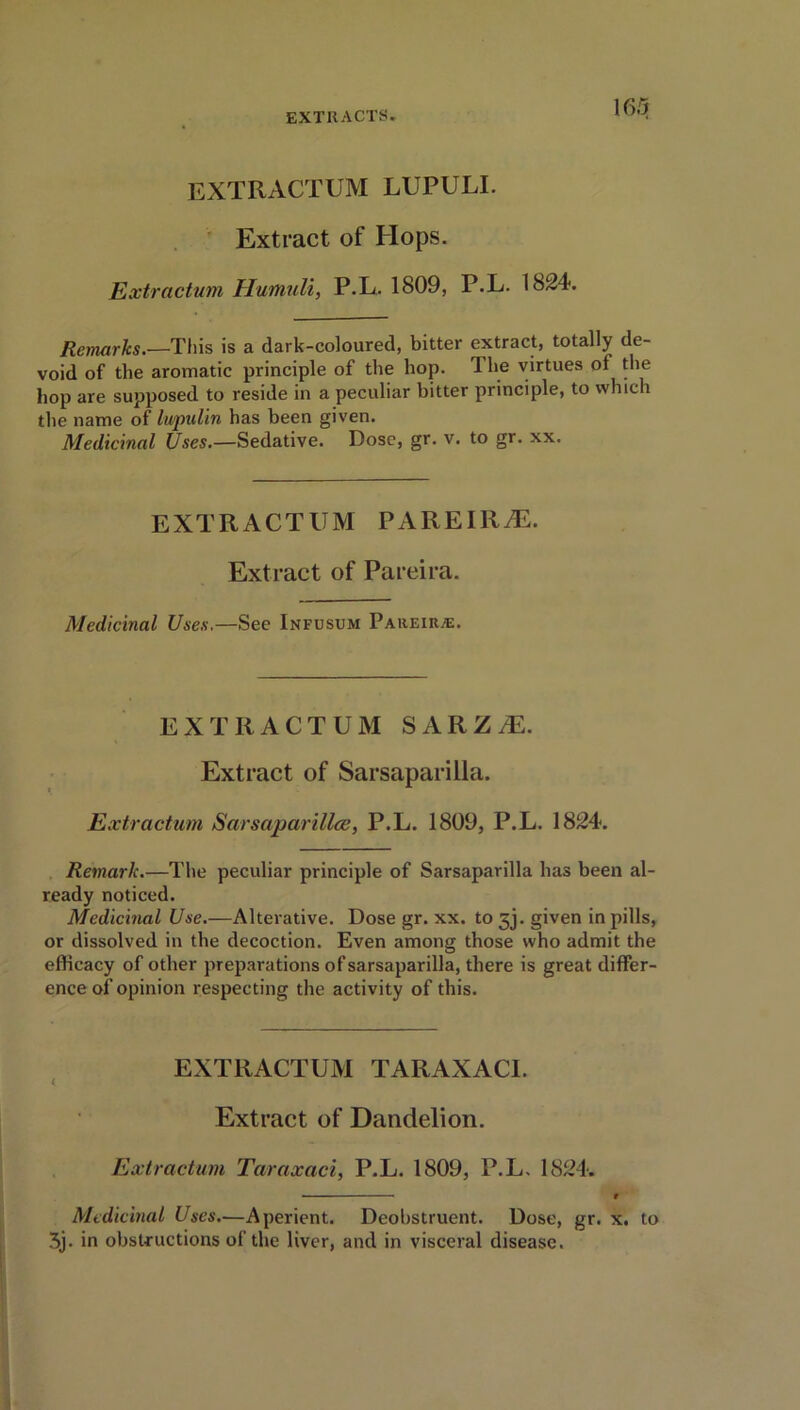 EXTRACTS.
165
EXTRACTUM LUPULI.
Extract of Hops.
Extractum Humuli, P.L. 1809, P.L. 1824.
Remarks.—This is a dark-coloured, bitter extract, totally de-
void of the aromatic principle of the hop. The virtues of the
hop are supposed to reside in a peculiar bitter principle, to which
the name of lupulin has been given.
Medicinal Uses.—Sedative. Dose, gr. v. to gr. xx.
EXTRACTUM PAREIRÆ.
Extract of Pareira.
Medicinal Uses.—See Infusum Pareiræ.
EXTRACTUM SARZÆ.
Extract of Sarsaparilla.
Extractum Sarsaparillæ, P.L. 1809, P.L. 1824.
Remark.—The peculiar principle of Sarsaparilla has been al-
ready noticed.
Medicinal Use.—Alterative. Dose gr. xx. to ʒj. given in pills,
or dissolved in the decoction. Even among those who admit the
efficacy of other preparations of sarsaparilla, there is great differ-
ence of opinion respecting the activity of this.
EXTRACTUM TARAXACI.
Extract of Dandelion.
Extractum Taraxaci, P.L. 1809, P.L. 1824.
Medicinal Uses.—Aperient. Deobstruent. Dose, gr. x. to
ʒj. in obstructions of the liver, and in visceral disease.